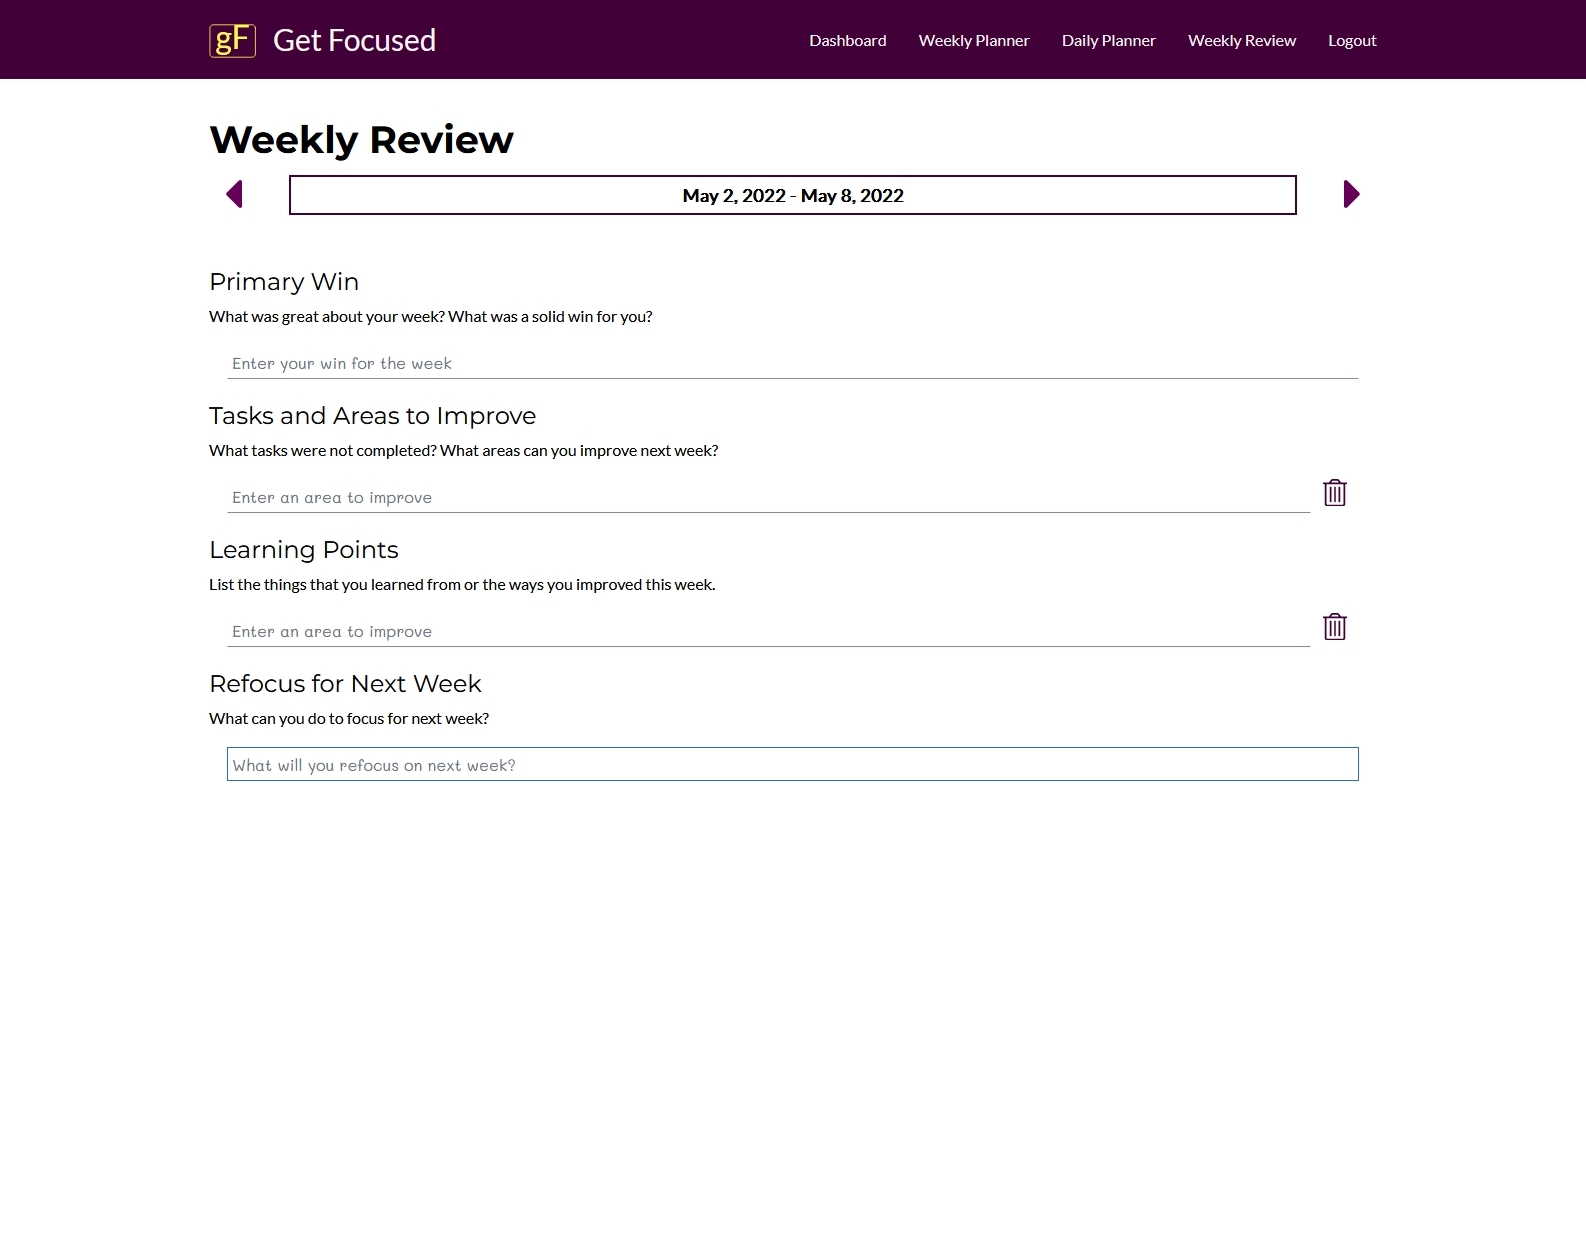 gF Get Focused Dashboard Weekly Planner Daily Planner Weekly Review Logout
Weekly Review
May 2, 2022 - May 8, 2022
Primary Win
What was great about your week? What was a solid win for you?
Enter your win for the week
Tasks and Areas to Improve
What tasks were not completed? What areas can you improve next week?
Enter an area to improve
Learning Points
List the things that you learned from or the ways you improved this week.
Enter an area to improve
Refocus for Next Week
What can you do to focus for next week?
What will you refocus on next week?